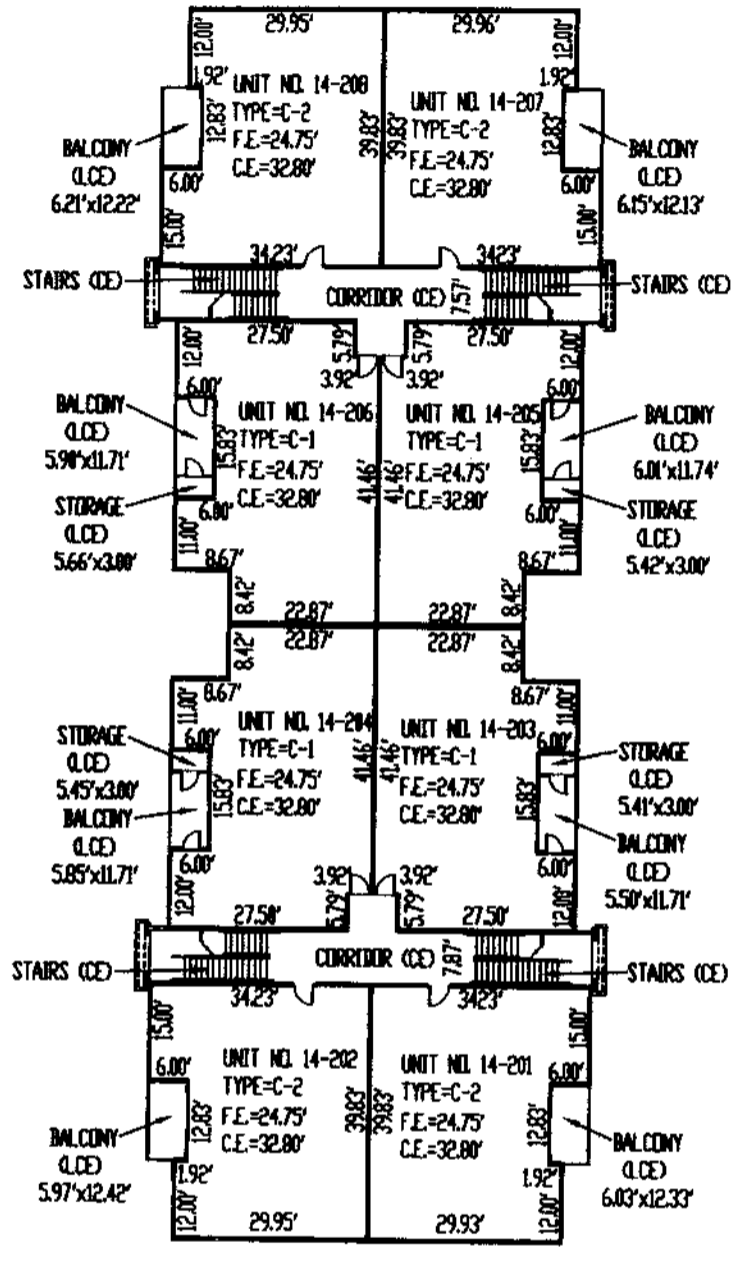 29.95'
29.96'
12.00'
12.00'
1.92'
1.92'
UNIT NO. 14-208
TYPE=C-2
F.E.=24.75'
C.E.=32.80'
12.83'
39.83'
39.83'
UNIT NO. 14-207
TYPE=C-2
F.E.=24.75'
C.E.=32.80'
12.83'
BALCONY
(LCE)
6.21'x12.22'
BALCONY
(LCE)
6.15'x12.13'
6.00'
6.00'
15.00'
15.00'
34.23'
34.23'
STAIRS (CE)
CORRIDOR (CE)
7.57'
STAIRS (CE)
27.50'
27.50'
12.00'
5.79'
5.79'
12.00'
3.92'
3.92'
6.00'
6.00'
BALCONY
(LCE)
5.90'x11.71'
UNIT NO. 14-206
TYPE=C-1
F.E.=24.75'
C.E.=32.80'
15.83'
41.46'
41.46'
UNIT NO. 14-205
TYPE=C-1
F.E.=24.75'
C.E.=32.80'
15.83'
BALCONY
(LCE)
6.01'x11.74'
STORAGE
(LCE)
5.66'x3.00'
STORAGE
(LCE)
5.42'x3.00'
6.00'
6.00'
11.00'
11.00'
8.67'
8.67'
8.42'
8.42'
22.87'
22.87'
22.87'
22.87'
8.42'
8.42'
8.67'
8.67'
11.00'
11.00'
6.00'
6.00'
STORAGE
(LCE)
5.45'x3.00'
BALCONY
(LCE)
5.85'x11.71'
UNIT NO. 14-204
TYPE=C-1
F.E.=24.75'
C.E.=32.80'
15.83'
41.46'
41.46'
UNIT NO. 14-203
TYPE=C-1
F.E.=24.75'
C.E.=32.80'
15.83'
STORAGE
(LCE)
5.41'x3.00'
BALCONY
(LCE)
5.50'x11.71'
6.00'
6.00'
12.00'
12.00'
3.92'
3.92'
5.79'
5.79'
27.50'
27.50'
STAIRS (CE)
CORRIDOR (CE)
7.87'
STAIRS (CE)
34.23'
34.23'
15.00'
15.00'
6.00'
6.00'
UNIT NO. 14-202
TYPE=C-2
F.E.=24.75'
C.E.=32.80'
12.83'
39.83'
39.83'
UNIT NO. 14-201
TYPE=C-2
F.E.=24.75'
C.E.=32.80'
12.83'
BALCONY
(LCE)
5.97'x12.42'
BALCONY
(LCE)
6.03'x12.33'
1.92'
1.92'
12.00'
12.00'
29.95'
29.93'